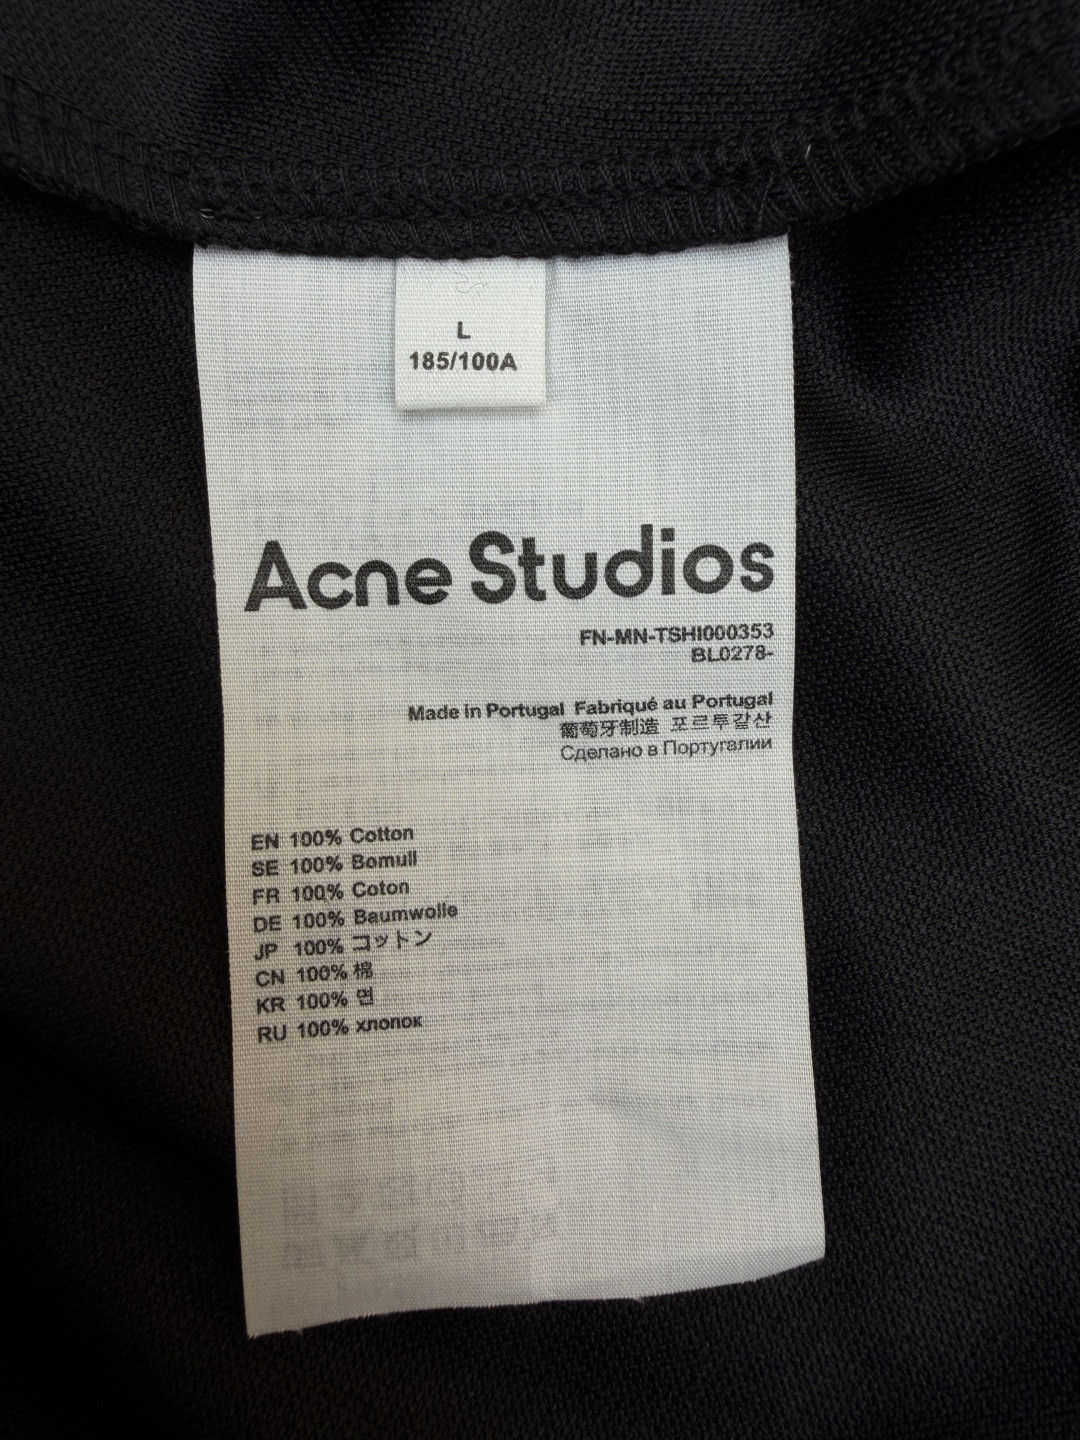 L
185/100A
Acne Studios
FN-MN-TSHI000353
BL0278-
Made in Portugal Fabriqué au Portugal
葡萄牙制造 포르투갈산
Сделано в Португалии
EN 100% Cotton
SE 100% Bomull
FR 100% Coton
DE 100% Baumwolle
JP 100% コットン
CN 100% 棉
KR 100% 면
RU 100% хлопок